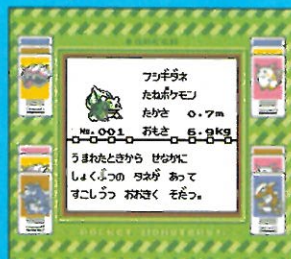 フシギダネ
たねポケモン
たかさ 0.7m
No.001 おもさ 6.9kg
うまれたときから せなかに
しょくぶつの タネが あって
すこしずつ おおきく そだつ。
POCKET MONSTERS